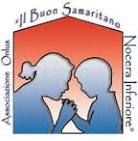 Associazione Onlus
"Il Buon Samaritano
Nocera Inferiore"